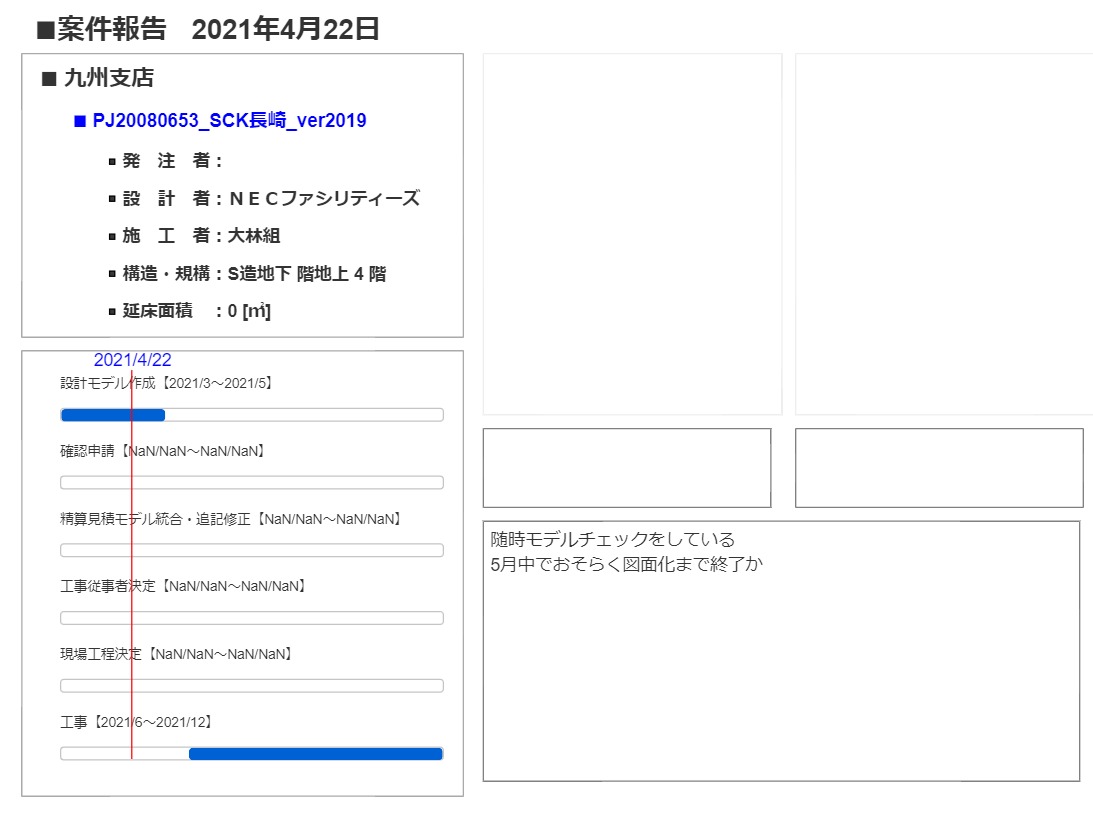 ■案件報告 2021年4月22日
■ 九州支店
■ PJ20080653_SCK長崎_ver2019
発　注　者：
設　計　者：ＮＥＣファシリティーズ
施　工　者：大林組
構造・規構：S造地下 階地上 4 階
延床面積　：0 [㎡]
2021/4/22
設計モデル作成【2021/3～2021/5】
確認申請【NaN/NaN～NaN/NaN】
精算見積モデル統合・追記修正【NaN/NaN～NaN/NaN】
工事従事者決定【NaN/NaN～NaN/NaN】
現場工程決定【NaN/NaN～NaN/NaN】
工事【2021/6～2021/12】
随時モデルチェックをしている
5月中でおそらく図面化まで終了か